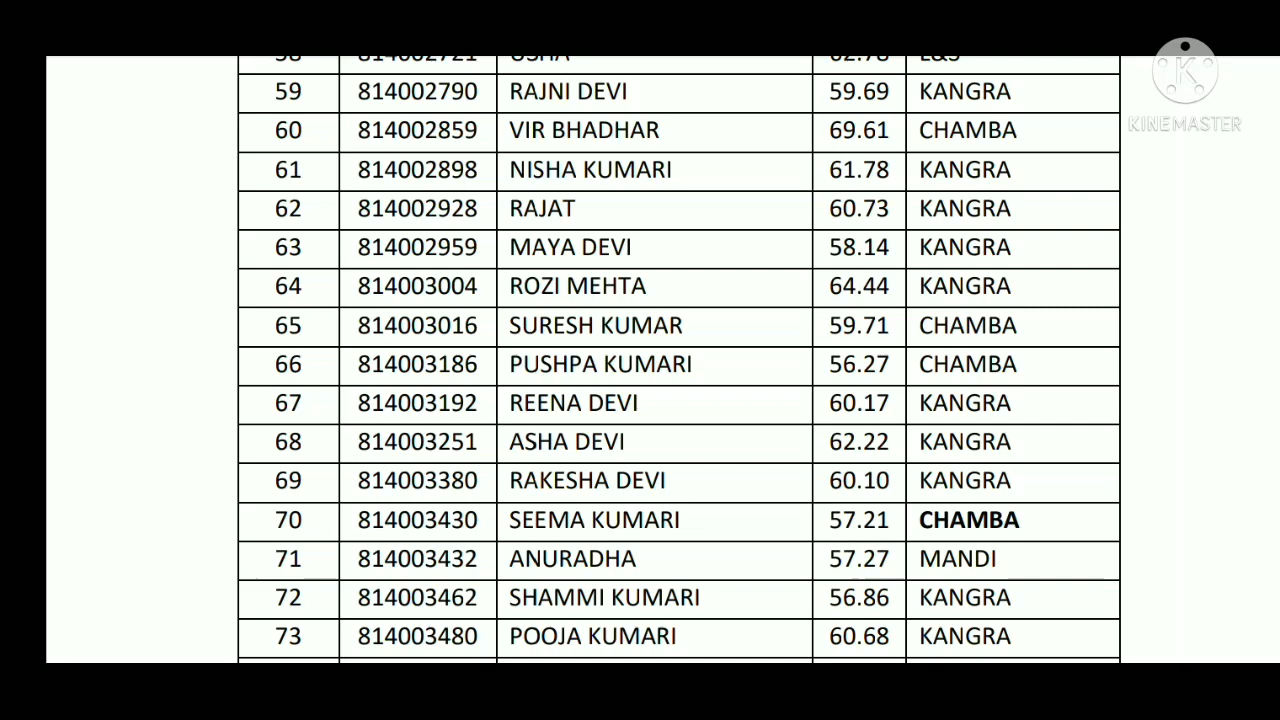 59 814002790 RAJNI DEVI 59.69 KANGRA
60 814002859 VIR BHADHAR 69.61 CHAMBA
KINEMASTER
61 814002898 NISHA KUMARI 61.78 KANGRA
62 814002928 RAJAT 60.73 KANGRA
63 814002959 MAYA DEVI 58.14 KANGRA
64 814003004 ROZI MEHTA 64.44 KANGRA
65 814003016 SURESH KUMAR 59.71 CHAMBA
66 814003186 PUSHPA KUMARI 56.27 CHAMBA
67 814003192 REENA DEVI 60.17 KANGRA
68 814003251 ASHA DEVI 62.22 KANGRA
69 814003380 RAKESHA DEVI 60.10 KANGRA
70 814003430 SEEMA KUMARI 57.21 CHAMBA
71 814003432 ANURADHA 57.27 MANDI
72 814003462 SHAMMI KUMARI 56.86 KANGRA
73 814003480 POOJA KUMARI 60.68 KANGRA